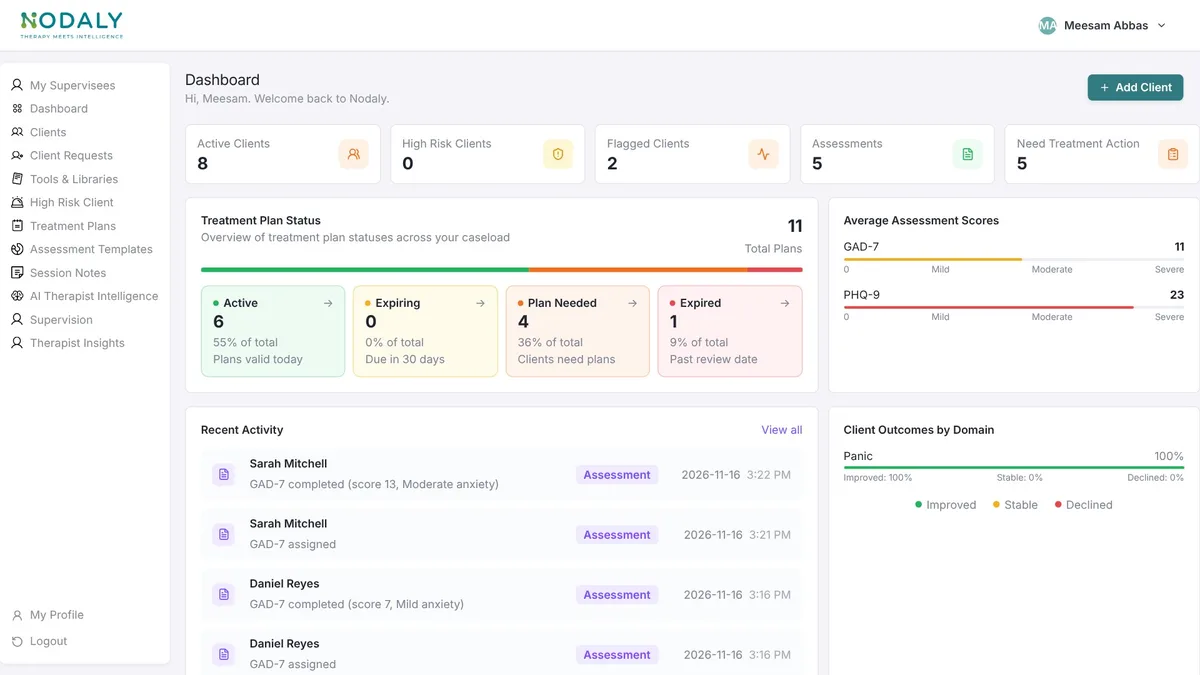 NODALY
THERAPY MEETS INTELLIGENCE
MA Meesam Abbas
My Supervisees
Dashboard
Clients
Client Requests
Tools & Libraries
High Risk Client
Treatment Plans
Assessment Templates
Session Notes
AI Therapist Intelligence
Supervision
Therapist Insights
My Profile
Logout
Dashboard
Hi, Meesam. Welcome back to Nodaly.
+ Add Client
Active Clients
8
High Risk Clients
0
Flagged Clients
2
Assessments
5
Need Treatment Action
5
Treatment Plan Status
Overview of treatment plan statuses across your caseload
11
Total Plans
Active →
6
55% of total
Plans valid today
Expiring →
0
0% of total
Due in 30 days
Plan Needed →
4
36% of total
Clients need plans
Expired →
1
9% of total
Past review date
Average Assessment Scores
GAD-7 11
0 Mild Moderate Severe
PHQ-9 23
0 Mild Moderate Severe
Recent Activity View all
Sarah Mitchell
GAD-7 completed (score 13, Moderate anxiety)
Assessment 2026-11-16 3:22 PM
Sarah Mitchell
GAD-7 assigned
Assessment 2026-11-16 3:21 PM
Daniel Reyes
GAD-7 completed (score 7, Mild anxiety)
Assessment 2026-11-16 3:16 PM
Daniel Reyes
GAD-7 assigned
Assessment 2026-11-16 3:16 PM
Client Outcomes by Domain
Panic 100%
Improved: 100% Stable: 0% Declined: 0%
Improved Stable Declined